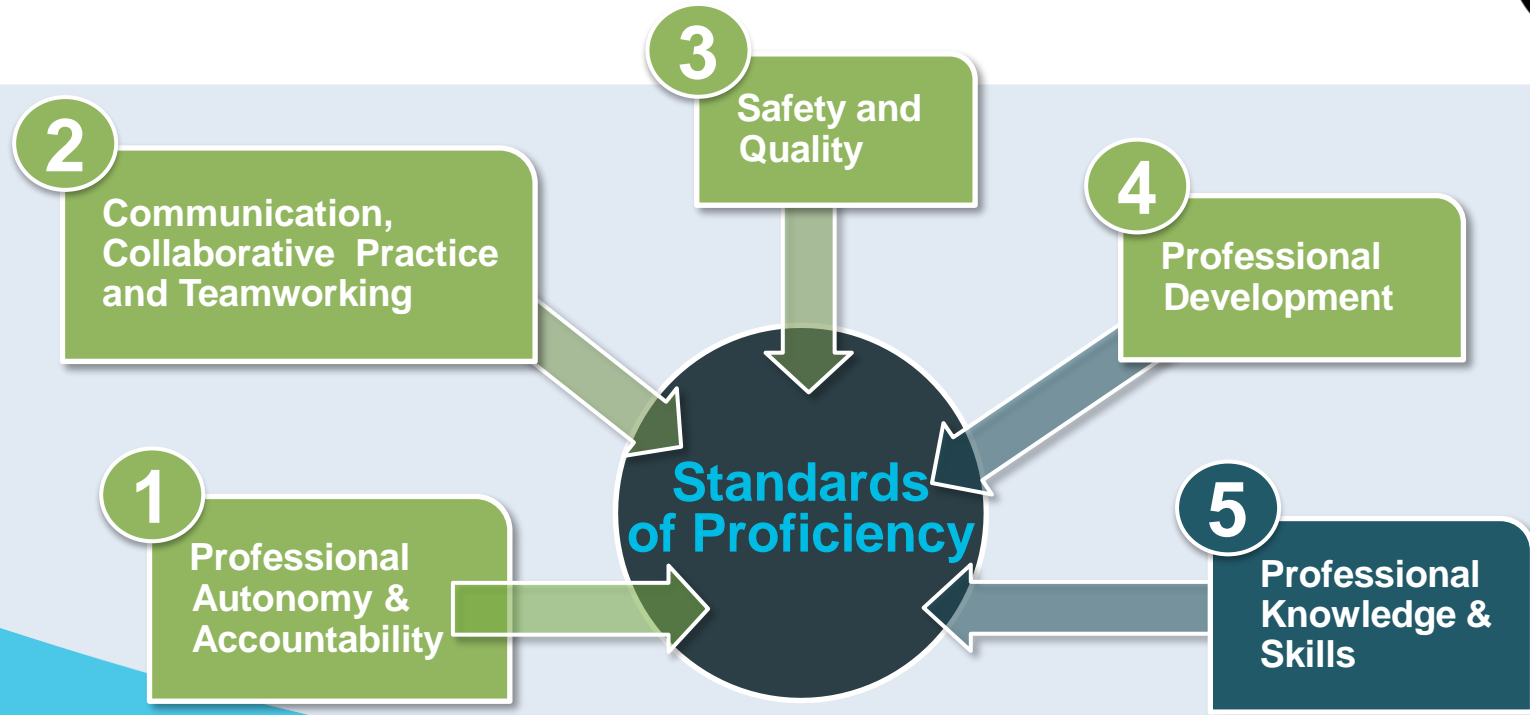 1
Professional
Autonomy &
Accountability
2
Communication,
Collaborative Practice
and Teamworking
3
Safety and
Quality
4
Professional
Development
5
Professional
Knowledge &
Skills
Standards
of Proficiency